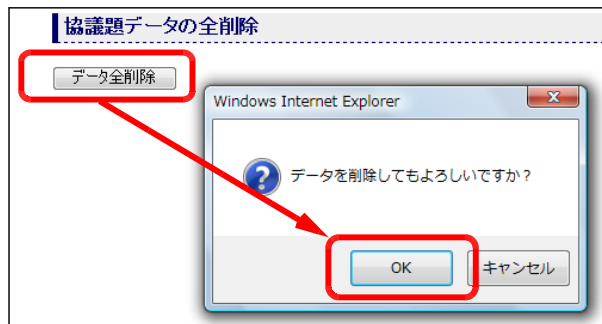 協議題データの全削除
データ全削除
Windows Internet Explorer
データを削除してもよろしいですか？
OK
キャンセル